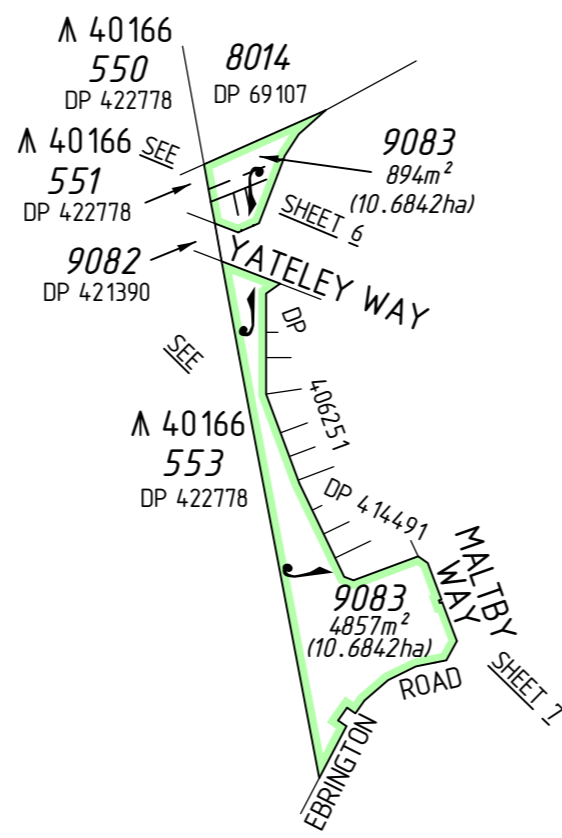 ⩚ 40166
550
DP 422778
8014
DP 69107
⩚ 40166
551
DP 422778
SEE
9083
894m²
(10.6842ha)
SHEET 6
9082
DP 421390
YATELEY WAY
SEE
DP
406251
⩚ 40166
553
DP 422778
DP 414491
MALTBY
WAY
9083
4857m²
(10.6842ha)
SHEET 7
ROAD
EBRINGTON